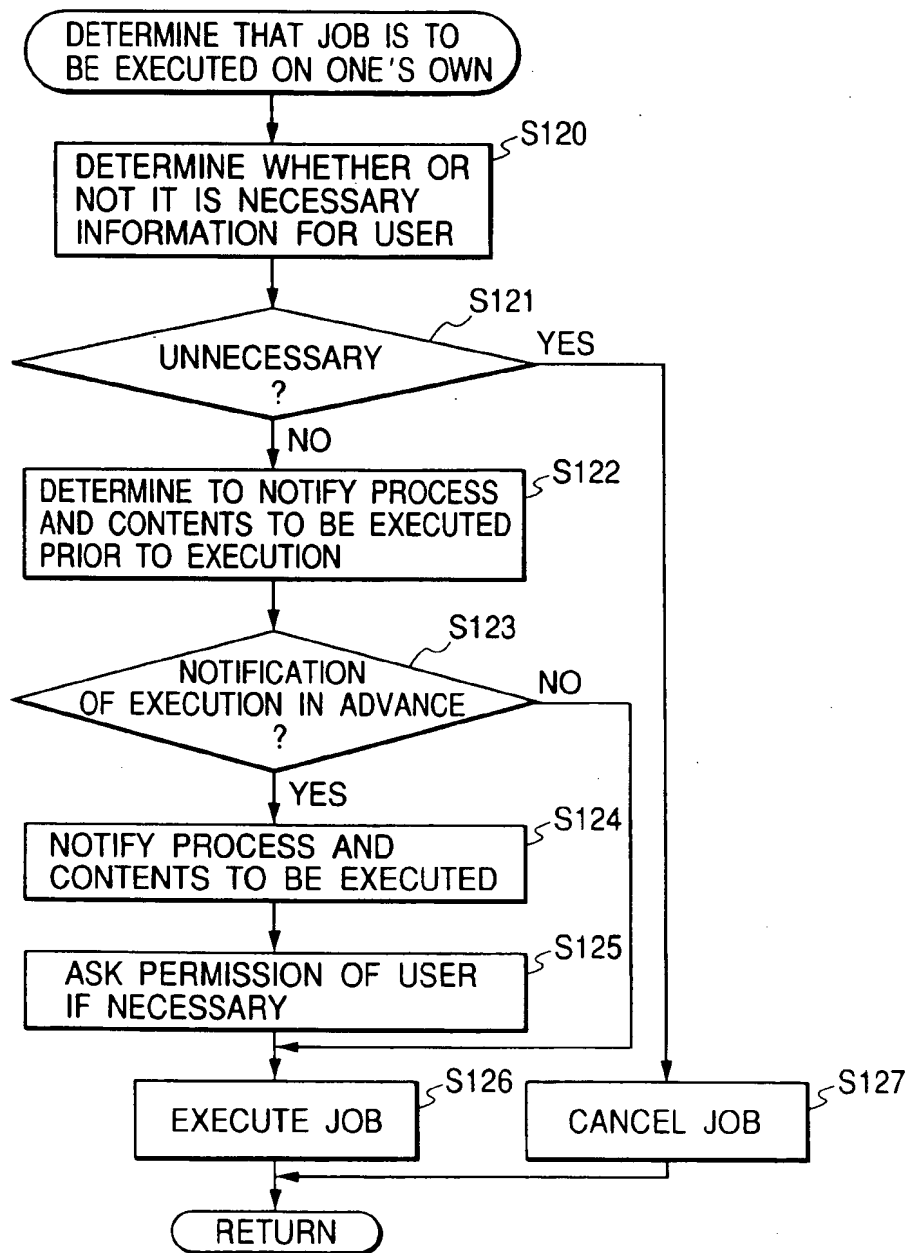 DETERMINE THAT JOB IS TO
BE EXECUTED ON ONE'S OWN
S120
DETERMINE WHETHER OR
NOT IT IS NECESSARY
INFORMATION FOR USER
S121
UNNECESSARY
?
YES
NO
S122
DETERMINE TO NOTIFY PROCESS
AND CONTENTS TO BE EXECUTED
PRIOR TO EXECUTION
S123
NOTIFICATION
OF EXECUTION IN ADVANCE
?
NO
YES
S124
NOTIFY PROCESS AND
CONTENTS TO BE EXECUTED
S125
ASK PERMISSION OF USER
IF NECESSARY
S126
EXECUTE JOB
S127
CANCEL JOB
RETURN